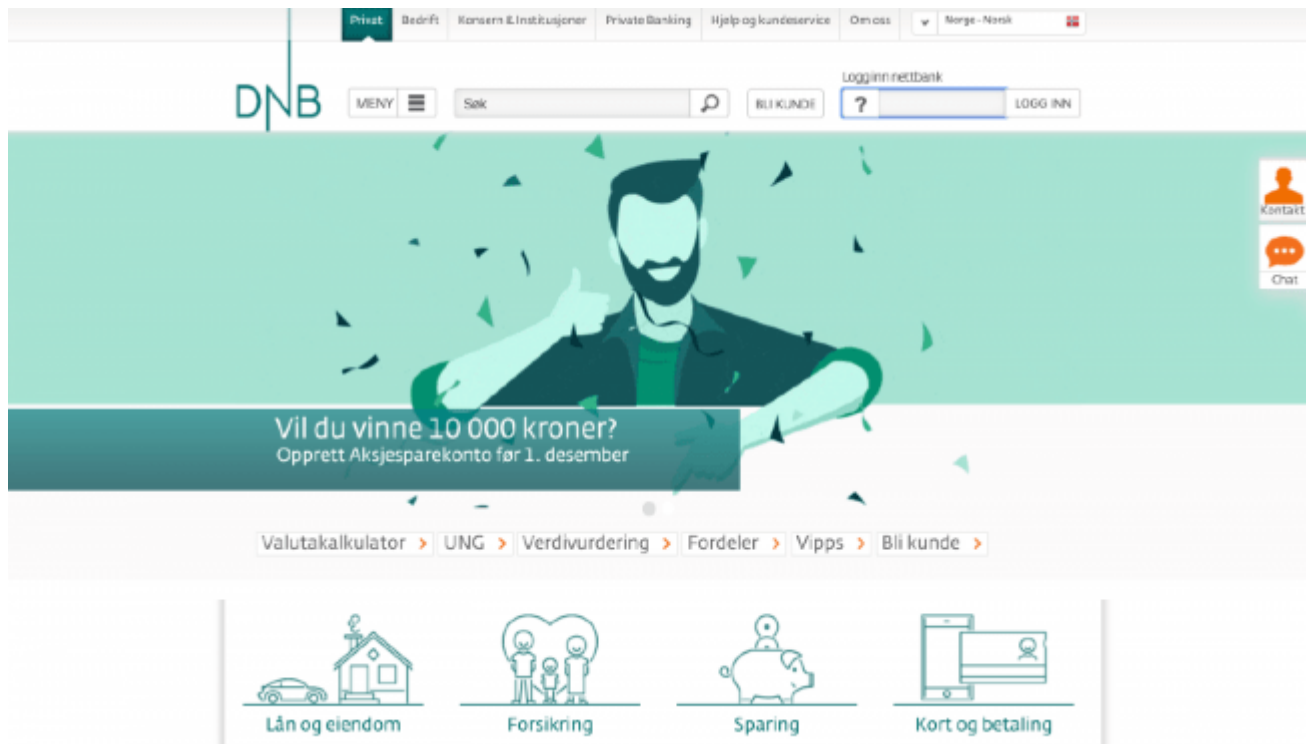 Privat Bedrift Konsern & Institusjoner Private Banking Hjelp og kundeservice Om oss Norge - Norsk
Logg inn nettbank
DNB MENY Søk BLI KUNDE ? LOGG INN
Kontakt
Chat
Vil du vinne 10 000 kroner?
Opprett Aksjesparekonto før 1. desember
Valutakalkulator > UNG > Verdivurdering > Fordeler > Vipps > Bli kunde >
Lån og eiendom Forsikring Sparing Kort og betaling